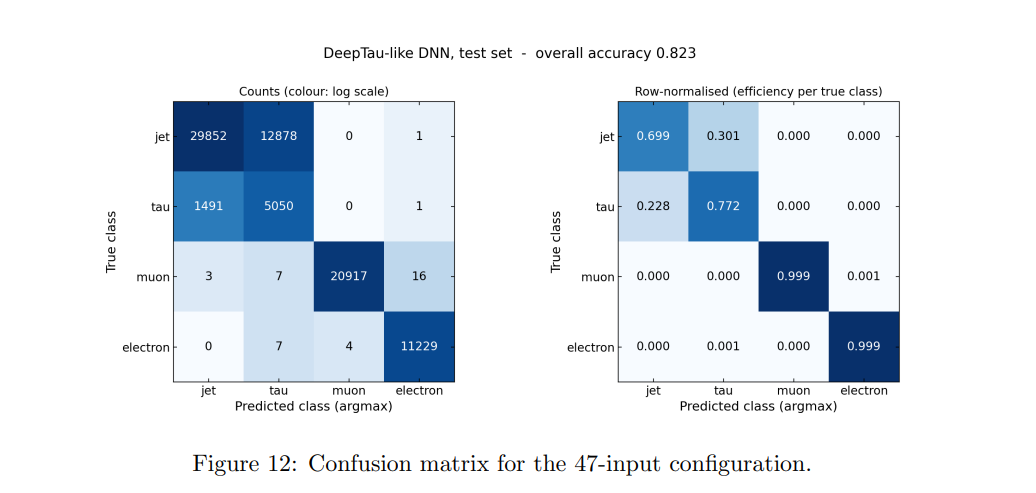 DeepTau-like DNN, test set - overall accuracy 0.823
Counts (colour: log scale)
True class
jet 29852 12878 0 1
tau 1491 5050 0 1
muon 3 7 20917 16
electron 0 7 4 11229
jet tau muon electron
Predicted class (argmax)
Row-normalised (efficiency per true class)
True class
jet 0.699 0.301 0.000 0.000
tau 0.228 0.772 0.000 0.000
muon 0.000 0.000 0.999 0.001
electron 0.000 0.001 0.000 0.999
jet tau muon electron
Predicted class (argmax)
Figure 12: Confusion matrix for the 47-input configuration.